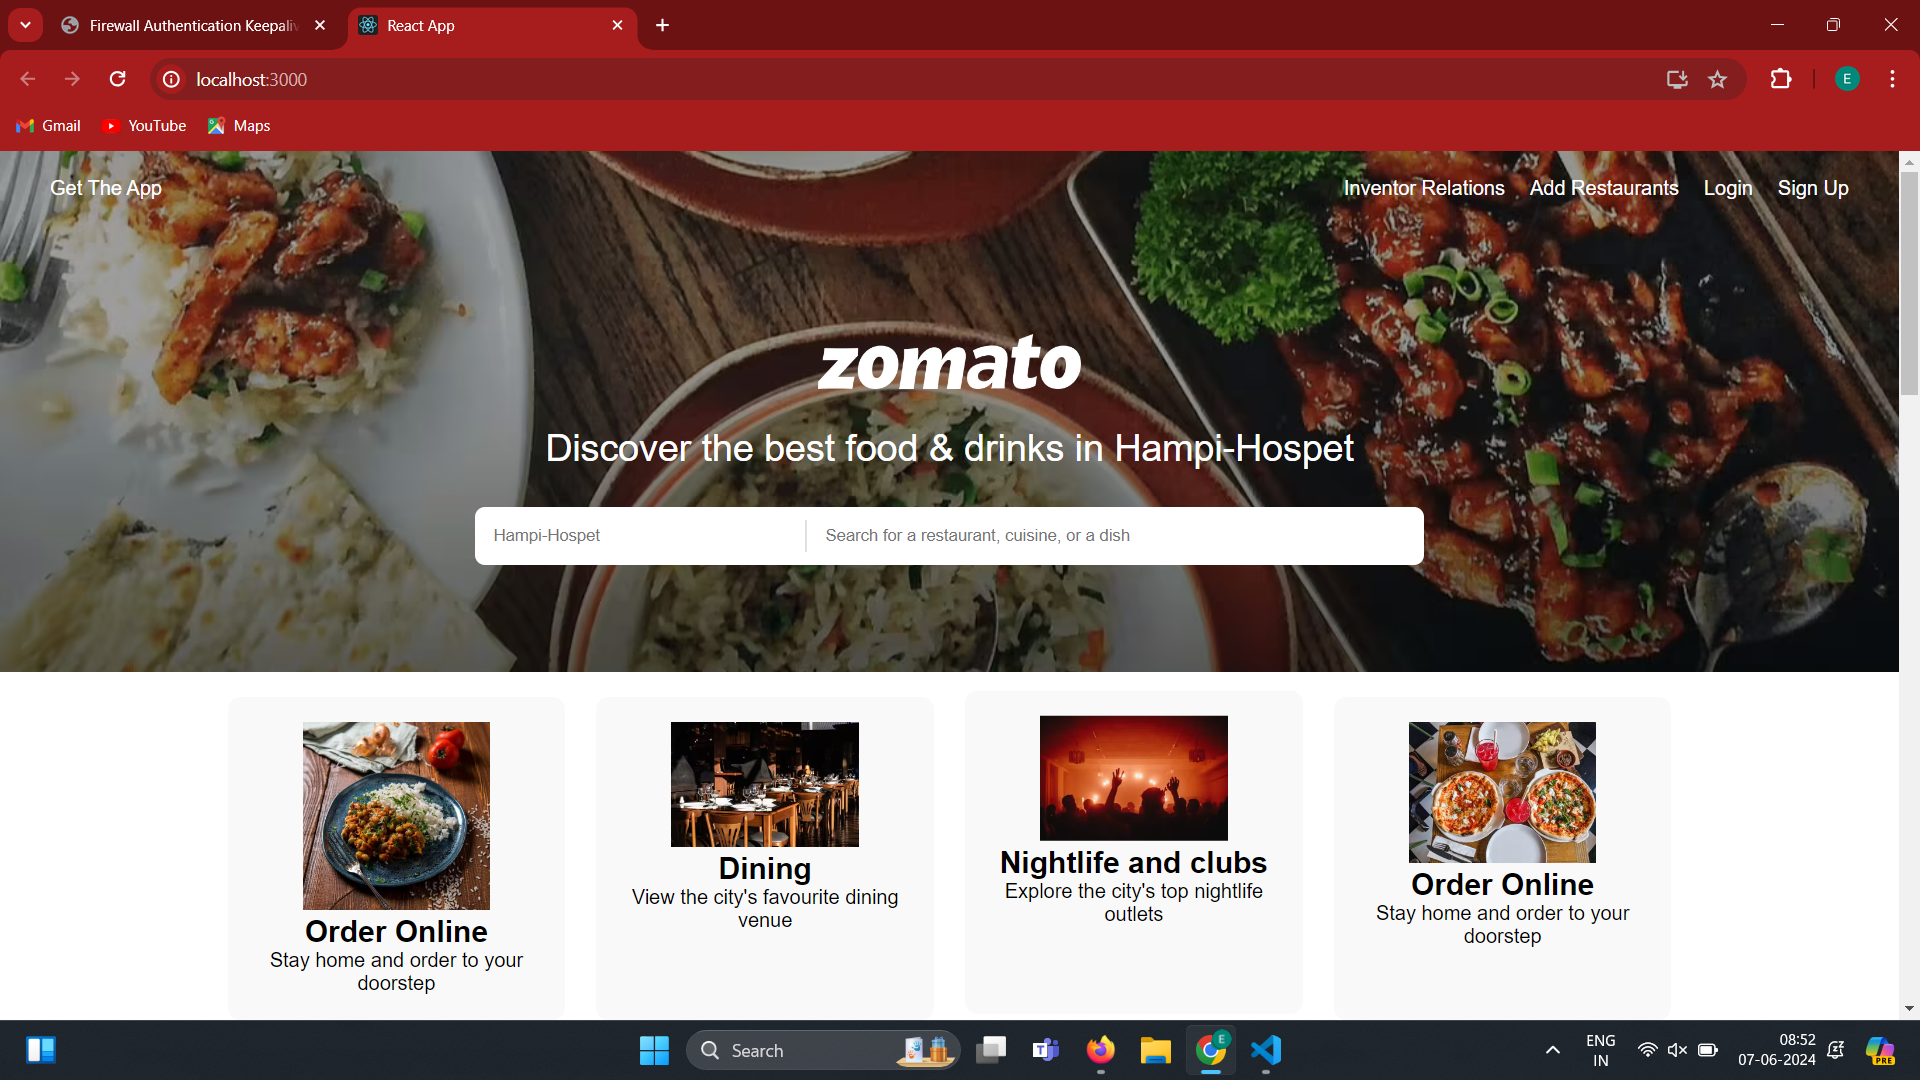 Firewall Authentication Keepaliv
React App
localhost:3000
E
Gmail
YouTube
Maps
Get The App
Inventor Relations
Add Restaurants
Login
Sign Up
zomato
Discover the best food & drinks in Hampi-Hospet
Hampi-Hospet
Search for a restaurant, cuisine, or a dish
Order Online
Stay home and order to your
doorstep
Dining
View the city's favourite dining
venue
Nightlife and clubs
Explore the city's top nightlife
outlets
Order Online
Stay home and order to your
doorstep
Search
E
ENG
IN
08:52
07-06-2024
PRE